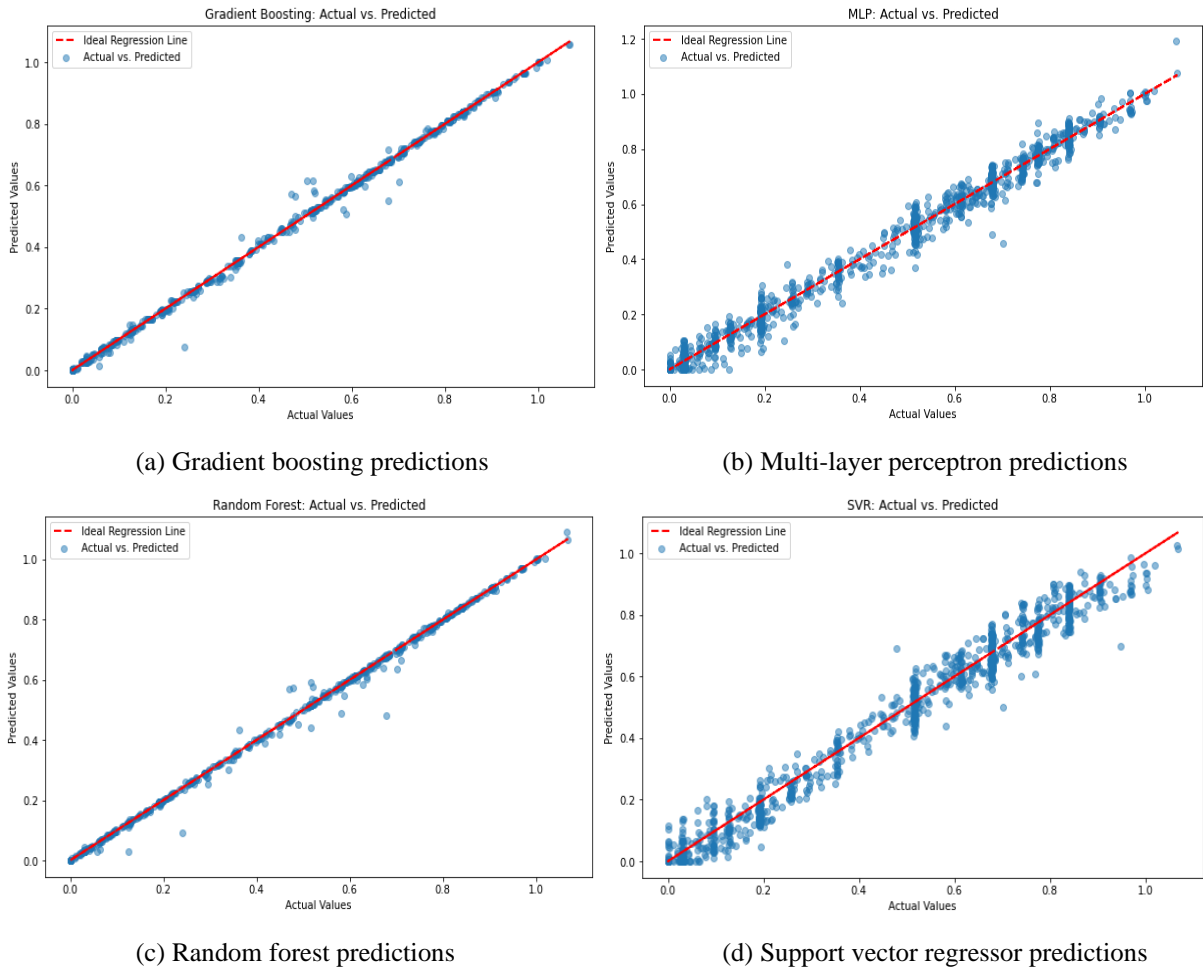 Gradient Boosting: Actual vs. Predicted
Ideal Regression Line
Actual vs. Predicted
1.0
0.8
0.6
0.4
0.2
0.0
Predicted Values
0.0 0.2 0.4 0.6 0.8 1.0
Actual Values
(a) Gradient boosting predictions
MLP: Actual vs. Predicted
Ideal Regression Line
Actual vs. Predicted
1.2
1.0
0.8
0.6
0.4
0.2
0.0
Predicted Values
0.0 0.2 0.4 0.6 0.8 1.0
Actual Values
(b) Multi-layer perceptron predictions
Random Forest: Actual vs. Predicted
Ideal Regression Line
Actual vs. Predicted
1.0
0.8
0.6
0.4
0.2
0.0
Predicted Values
0.0 0.2 0.4 0.6 0.8 1.0
Actual Values
(c) Random forest predictions
SVR: Actual vs. Predicted
Ideal Regression Line
Actual vs. Predicted
1.0
0.8
0.6
0.4
0.2
0.0
Predicted Values
0.0 0.2 0.4 0.6 0.8 1.0
Actual Values
(d) Support vector regressor predictions